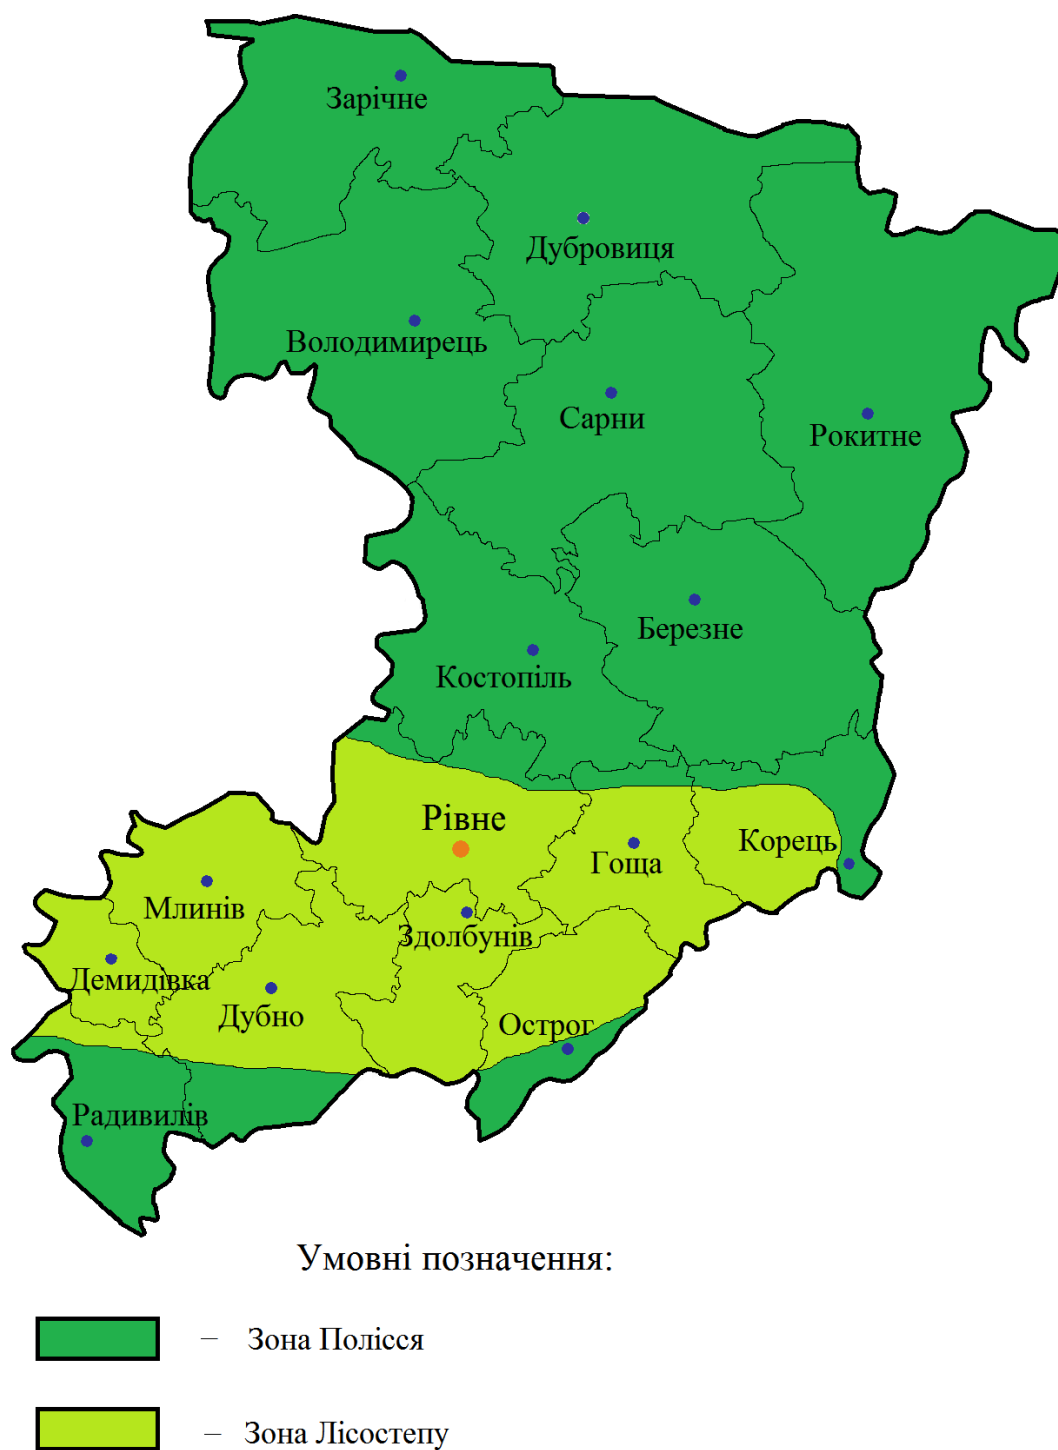 Зарічне
Дубровиця
Володимирець
Сарни
Рокитне
Березне
Костопіль
Рівне
Корець
Гоща
Млинів
Здолбунів
Демидівка
Дубно
Острог
Радивилів
Умовні позначення:
– Зона Полісся
– Зона Лісостепу